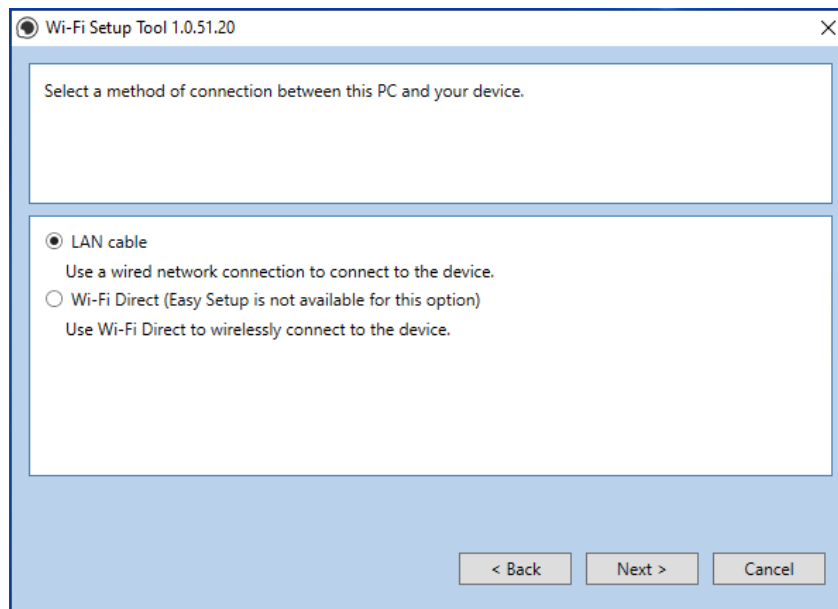 Wi-Fi Setup Tool 1.0.51.20
Select a method of connection between this PC and your device.
LAN cable
Use a wired network connection to connect to the device.
Wi-Fi Direct (Easy Setup is not available for this option)
Use Wi-Fi Direct to wirelessly connect to the device.
< Back Next > Cancel